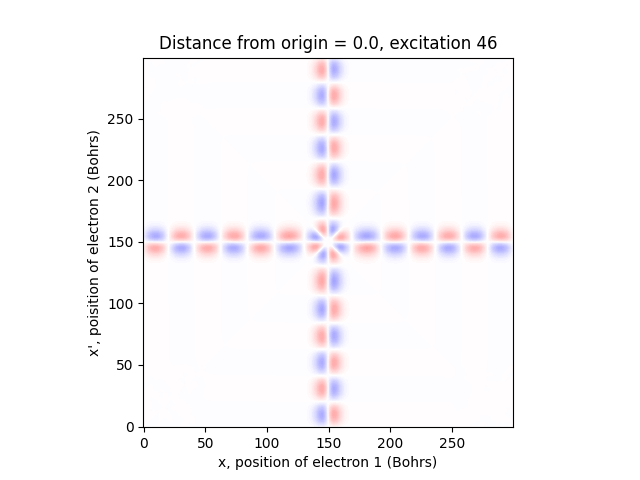 Distance from origin = 0.0, excitation 46
x', poisition of electron 2 (Bohrs)
250
200
150
100
50
0
0 50 100 150 200 250
x, position of electron 1 (Bohrs)